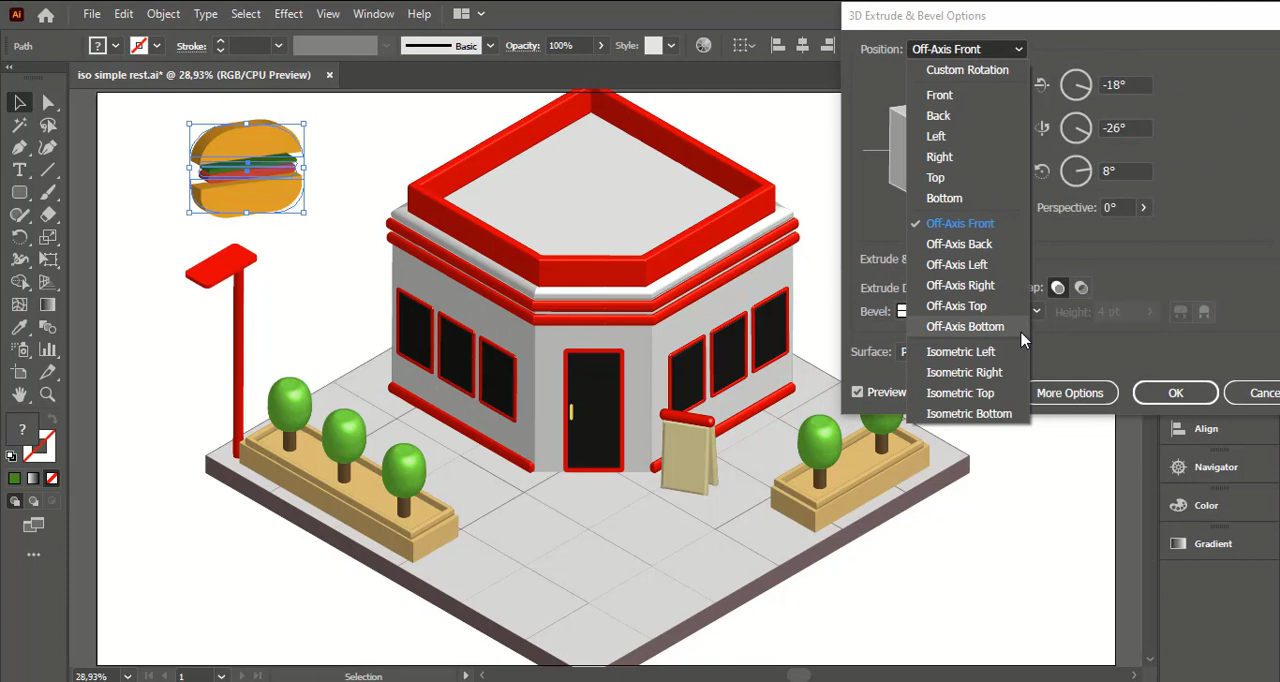 Ai File Edit Object Type Select Effect View Window Help
3D Extrude & Bevel Options
Path ? Stroke: Basic Opacity: 100% Style:
iso simple rest.ai* @ 28,93% (RGB/CPU Preview) ×
Position: Off-Axis Front
Custom Rotation
Front
Back
Left
Right
Top
Bottom
Off-Axis Front
Off-Axis Back
Off-Axis Left
Off-Axis Right
Off-Axis Top
Off-Axis Bottom
Isometric Left
Isometric Right
Isometric Top
Isometric Bottom
-18°
-26°
8°
Perspective: 0°
Extrude &
Extrude D ap:
Bevel: Height: 4 pt
Surface: P
Preview More Options OK Cance
Align
Navigator
Color
Gradient
T
?
28,93% 1 Selection